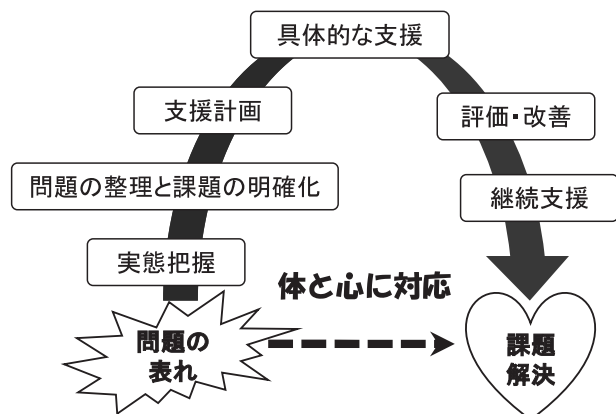 具体的な支援
支援計画
評価・改善
問題の整理と課題の明確化
継続支援
実態把握
体と心に対応
問題の
表れ
課題
解決